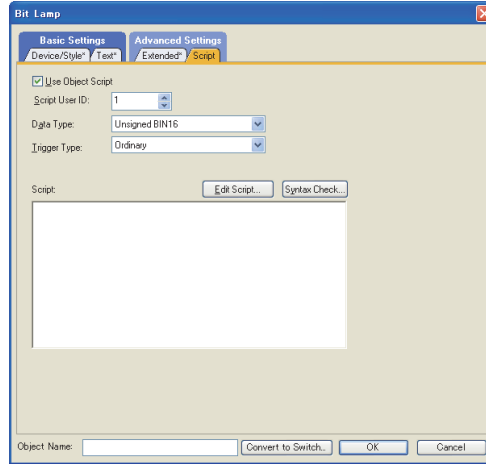 Bit Lamp
Basic Settings Advanced Settings
Device/Style* Text* Extended* Script
Use Object Script
Script User ID: 1
Data Type: Unsigned BIN16
Trigger Type: Ordinary
Script: Edit Script... Syntax Check...
Object Name: Convert to Switch... OK Cancel